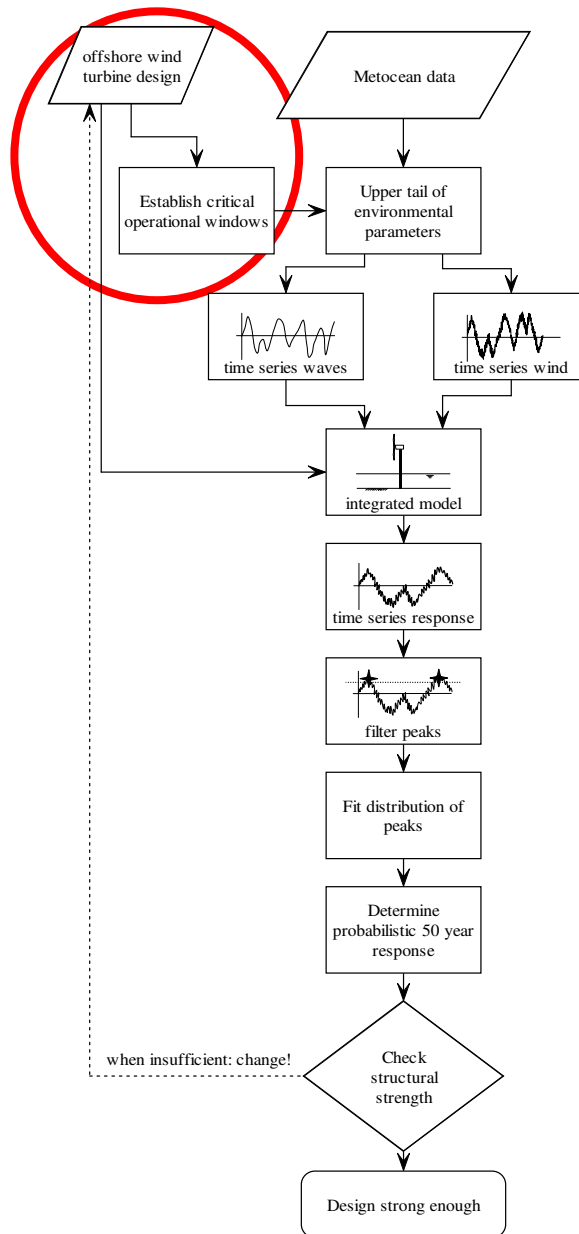 offshore wind
turbine design
Metocean data
Establish critical
operational windows
Upper tail of
environmental
parameters
time series waves
time series wind
integrated model
time series response
filter peaks
Fit distribution of
peaks
Determine
probabilistic 50 year
response
when insufficient: change!
Check
structural
strength
Design strong enough